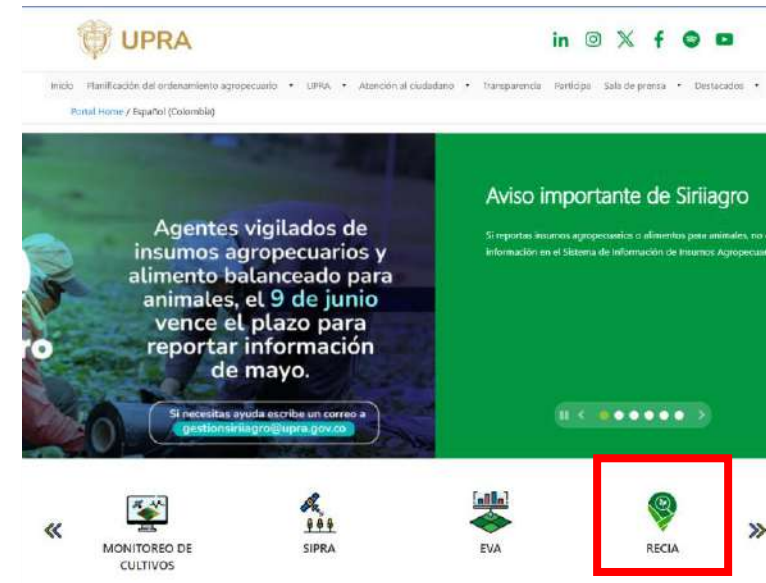 UPRA
Inicio Planificación del ordenamiento agropecuario UPRA Atención al ciudadano Transparencia Participa Sala de prensa Destacados
Portal Home / Español (Colombia)
ro
Agentes vigilados de
insumos agropecuarios y
alimento balanceado para
animales, el 9 de junio
vence el plazo para
reportar información
de mayo.
Si necesitas ayuda escribe un correo a
gestionsiriiagro@upra.gov.co
Aviso importante de Siriiagro
Si reportas insumos agropecuarios o alimentos para animales, no
información en el Sistema de Información de Insumos Agropecua
MONITOREO DE
CULTIVOS
SIPRA
EVA
RECIA